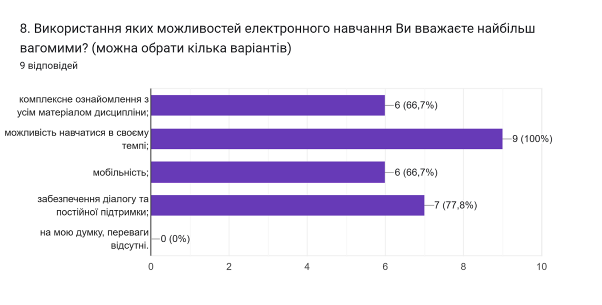 8. Використання яких можливостей електронного навчання Ви вважаєте найбільш
вагомими? (можна обрати кілька варіантів)
9 відповідей
комплексне ознайомлення з
усім матеріалом дисципліни;
6 (66,7%)
можливість навчатися в своєму
темпі;
9 (100%)
мобільність;
6 (66,7%)
забезпечення діалогу та
постійної підтримки;
7 (77,8%)
на мою думку, переваги
відсутні.
0 (0%)
0 2 4 6 8 10